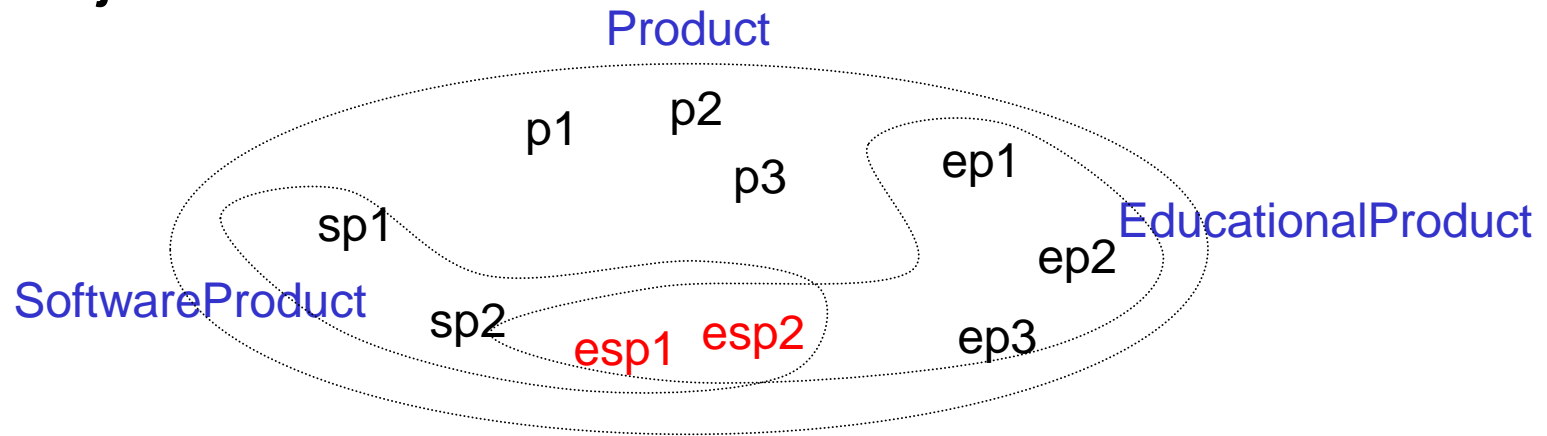 Product
p1
p2
p3
ep1
sp1
EducationalProduct
ep2
SoftwareProduct
sp2
esp1
esp2
ep3